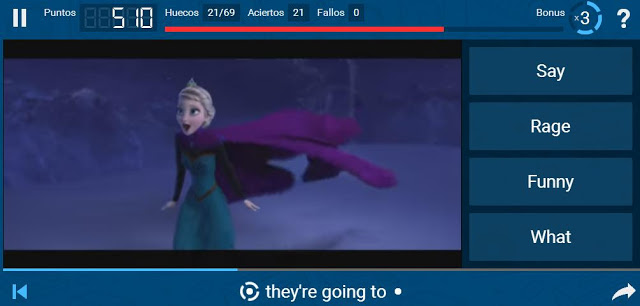 Puntos 510 Huecos 21/69 Aciertos 21 Fallos 0 Bonus x3 ?
Say
Rage
Funny
What
they're going to